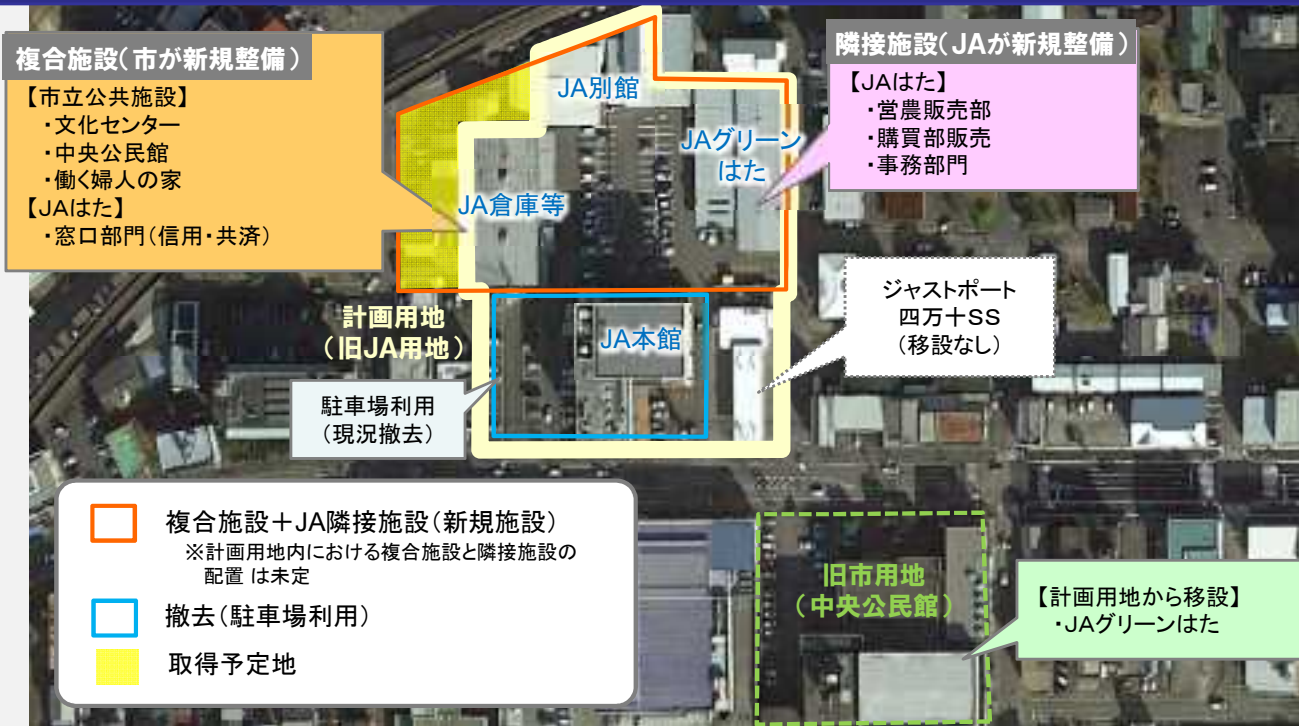 複合施設(市が新規整備)
【市立公共施設】
・文化センター
・中央公民館
・働く婦人の家
【JAはた】
・窓口部門(信用・共済)
隣接施設(JAが新規整備)
【JAはた】
・営農販売部
・購買部販売
・事務部門
JA別館
JAグリーン
はた
JA倉庫等
計画用地
(旧JA用地)
JA本館
ジャストポート
四万十SS
(移設なし)
駐車場利用
(現況撤去)
複合施設+JA隣接施設(新規施設)
※計画用地内における複合施設と隣接施設の
配置 は未定
撤去(駐車場利用)
取得予定地
旧市用地
(中央公民館)
【計画用地から移設】
・JAグリーンはた